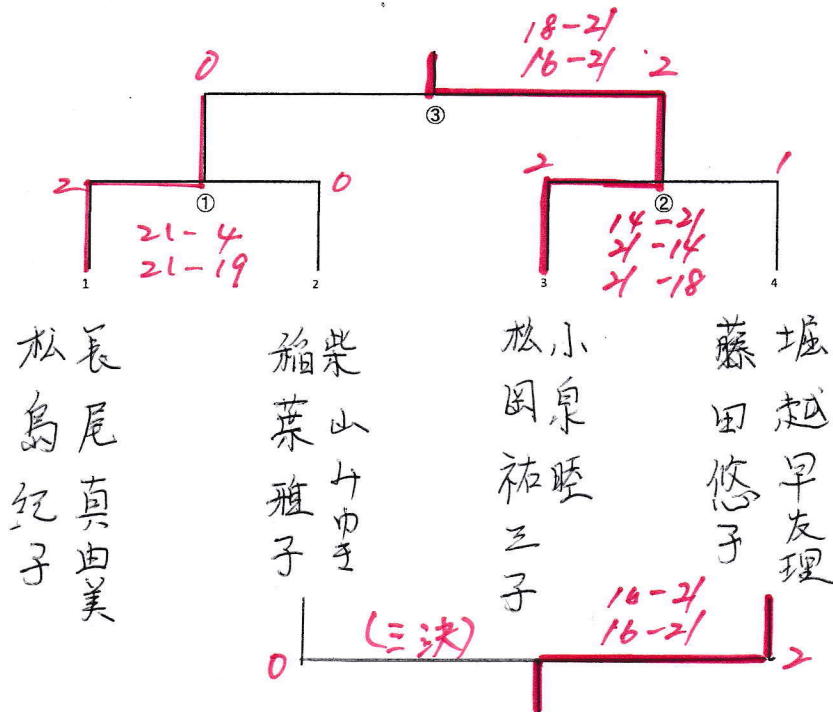 18-21
16-21
0
2
③
2
0
2
1
①
②
21-4
21-19
14-21
21-14
21-18
1
2
3
4
長尾真由美
松島紀子
柴山みゆき
稲葉雅子
小泉睦
松岡祐三子
堀越早友理
藤田悠子
(三決)
16-21
16-21
0
2